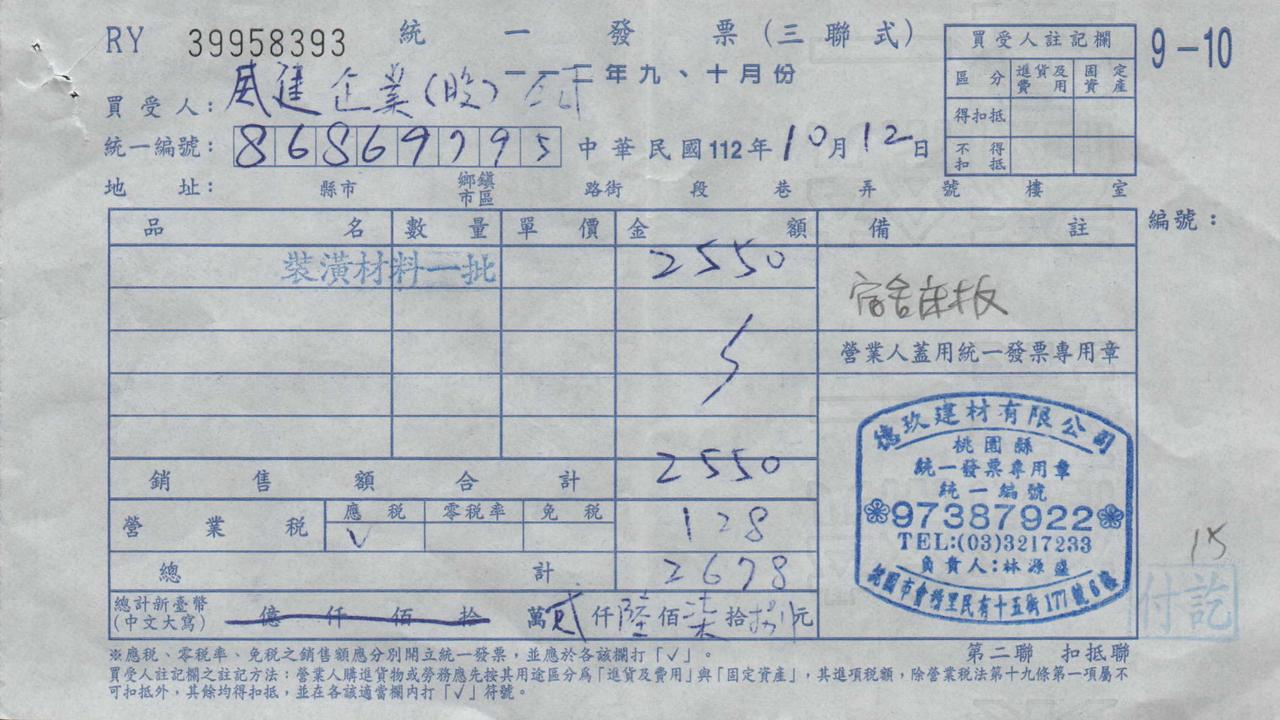 RY 39958393 統一發票(三聯式)
一一二年九、十月份
9-10
買受人註記欄
區分 進貨及費用 固定資產
得扣抵
不得扣抵
買受人: 威進企業(股)
統一編號: 86869795 中華民國112年10月12日
地址: 縣市 鄉鎮市區 路街 段 巷 弄 號 樓 室
品名 數量 單價 金額 備註 編號:
裝潢材料一批 2550
宿舍床板
營業人蓋用統一發票專用章
銷售額合計 2550
營業稅 應稅 零稅率 免稅
V 128
總計 2678
總計新臺幣(中文大寫) 億仟佰拾萬貳仟陸佰柒拾捌元
德玖建材有限公司
桃園縣
統一發票專用章
統一編號
97387922
TEL:(03)3217233
負責人:林源盛
桃園市會稽里民有十五街177號6樓
15
付訖
第二聯 扣抵聯
※應稅、零稅率、免稅之銷售額應分別開立統一發票,並應於各該欄打「√」。
買受人註記欄之註記方法:營業人購進貨物或勞務應先按其用途區分為「進貨及費用」與「固定資產」,其進項稅額,除營業稅法第十九條第一項屬不
可扣抵外,其餘均得扣抵,並在各該適當欄內打「√」符號。